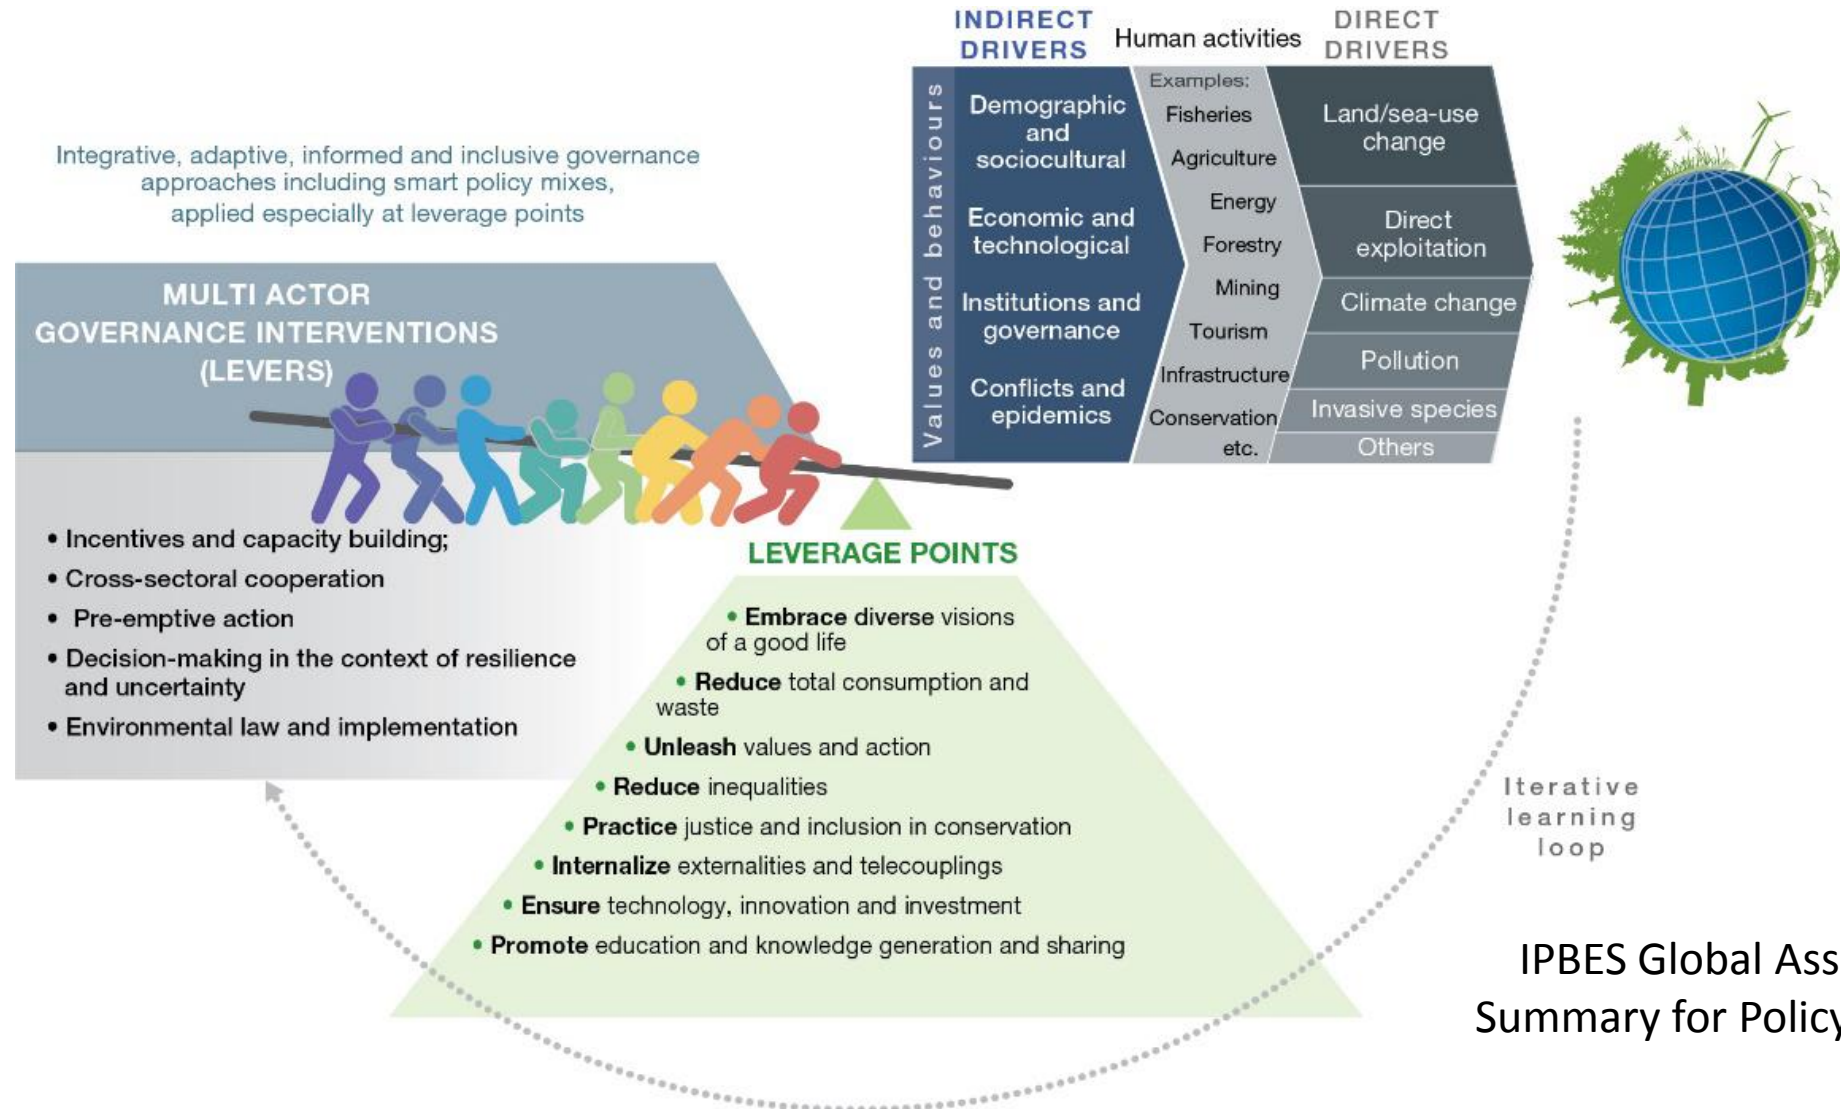 Integrative, adaptive, informed and inclusive governance
approaches including smart policy mixes,
applied especially at leverage points
MULTI ACTOR
GOVERNANCE INTERVENTIONS
(LEVERS)
• Incentives and capacity building;
• Cross-sectoral cooperation
• Pre-emptive action
• Decision-making in the context of resilience
and uncertainty
• Environmental law and implementation
LEVERAGE POINTS
• Embrace diverse visions
of a good life
• Reduce total consumption and
waste
• Unleash values and action
• Reduce inequalities
• Practice justice and inclusion in conservation
• Internalize externalities and telecouplings
• Ensure technology, innovation and investment
• Promote education and knowledge generation and sharing
INDIRECT
DRIVERS
Values and behaviours
Demographic
and
sociocultural
Economic and
technological
Institutions and
governance
Conflicts and
epidemics
Human activities
Examples:
Fisheries
Agriculture
Energy
Forestry
Mining
Tourism
Infrastructure
Conservation
etc.
DIRECT
DRIVERS
Land/sea-use
change
Direct
exploitation
Climate change
Pollution
Invasive species
Others
Iterative
learning
loop
IPBES Global Ass
Summary for Policy